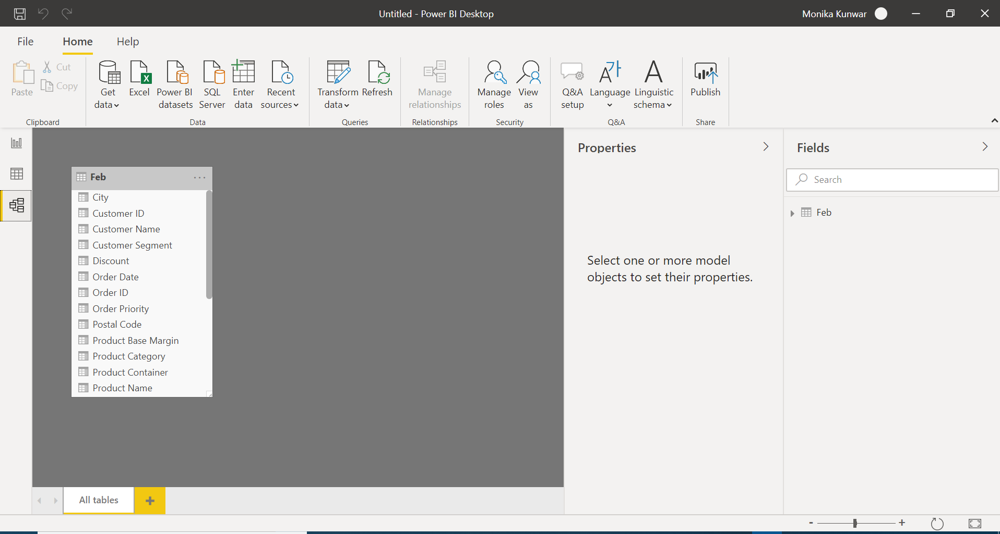 Untitled - Power BI Desktop
Monika Kunwar
File Home Help
Paste
Cut
Copy
Clipboard
Get data
Excel
Power BI datasets
SQL Server
Enter data
Recent sources
Data
Transform data
Refresh
Queries
Manage relationships
Relationships
Manage roles
View as
Security
Q&A setup
Language
Linguistic schema
Q&A
Publish
Share
Feb
City
Customer ID
Customer Name
Customer Segment
Discount
Order Date
Order ID
Order Priority
Postal Code
Product Base Margin
Product Category
Product Container
Product Name
Properties
Select one or more model
objects to set their properties.
Fields
Search
Feb
All tables